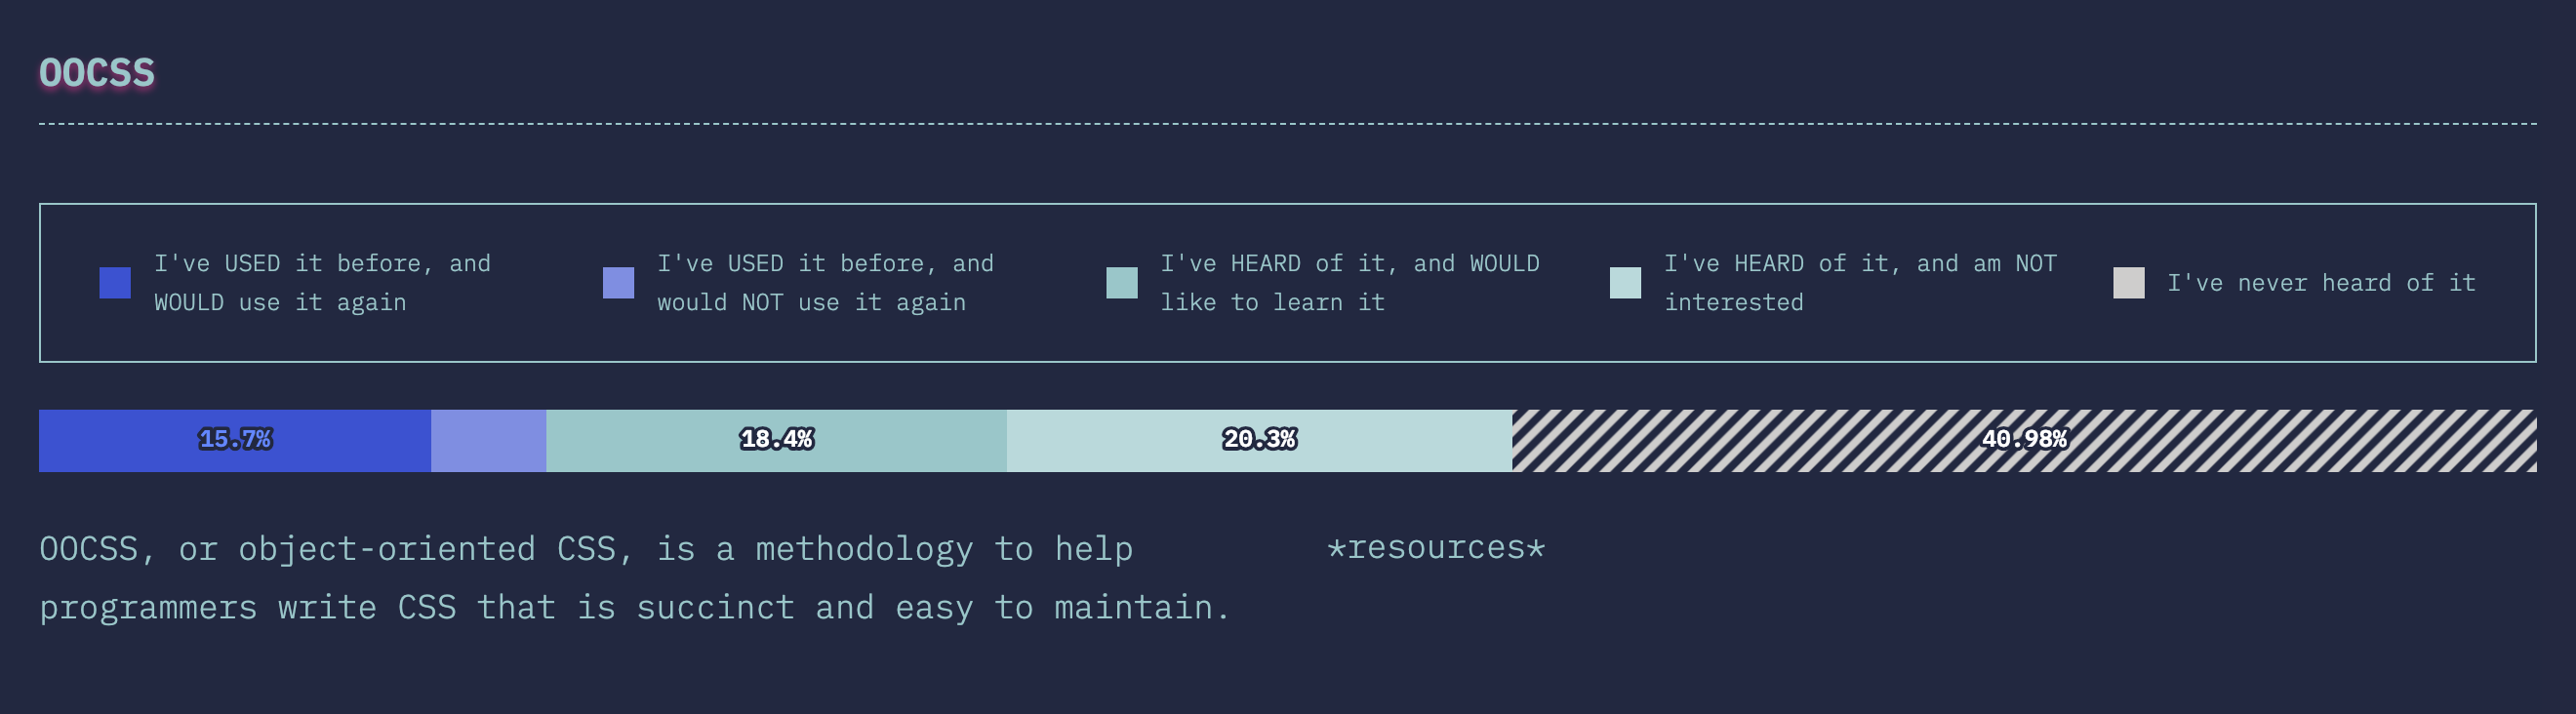 OOCSS
I've USED it before, and
WOULD use it again
I've USED it before, and
would NOT use it again
I've HEARD of it, and WOULD
like to learn it
I've HEARD of it, and am NOT
interested
I've never heard of it
15.7%
18.4%
20.3%
40.98%
OOCSS, or object-oriented CSS, is a methodology to help
programmers write CSS that is succinct and easy to maintain.
*resources*